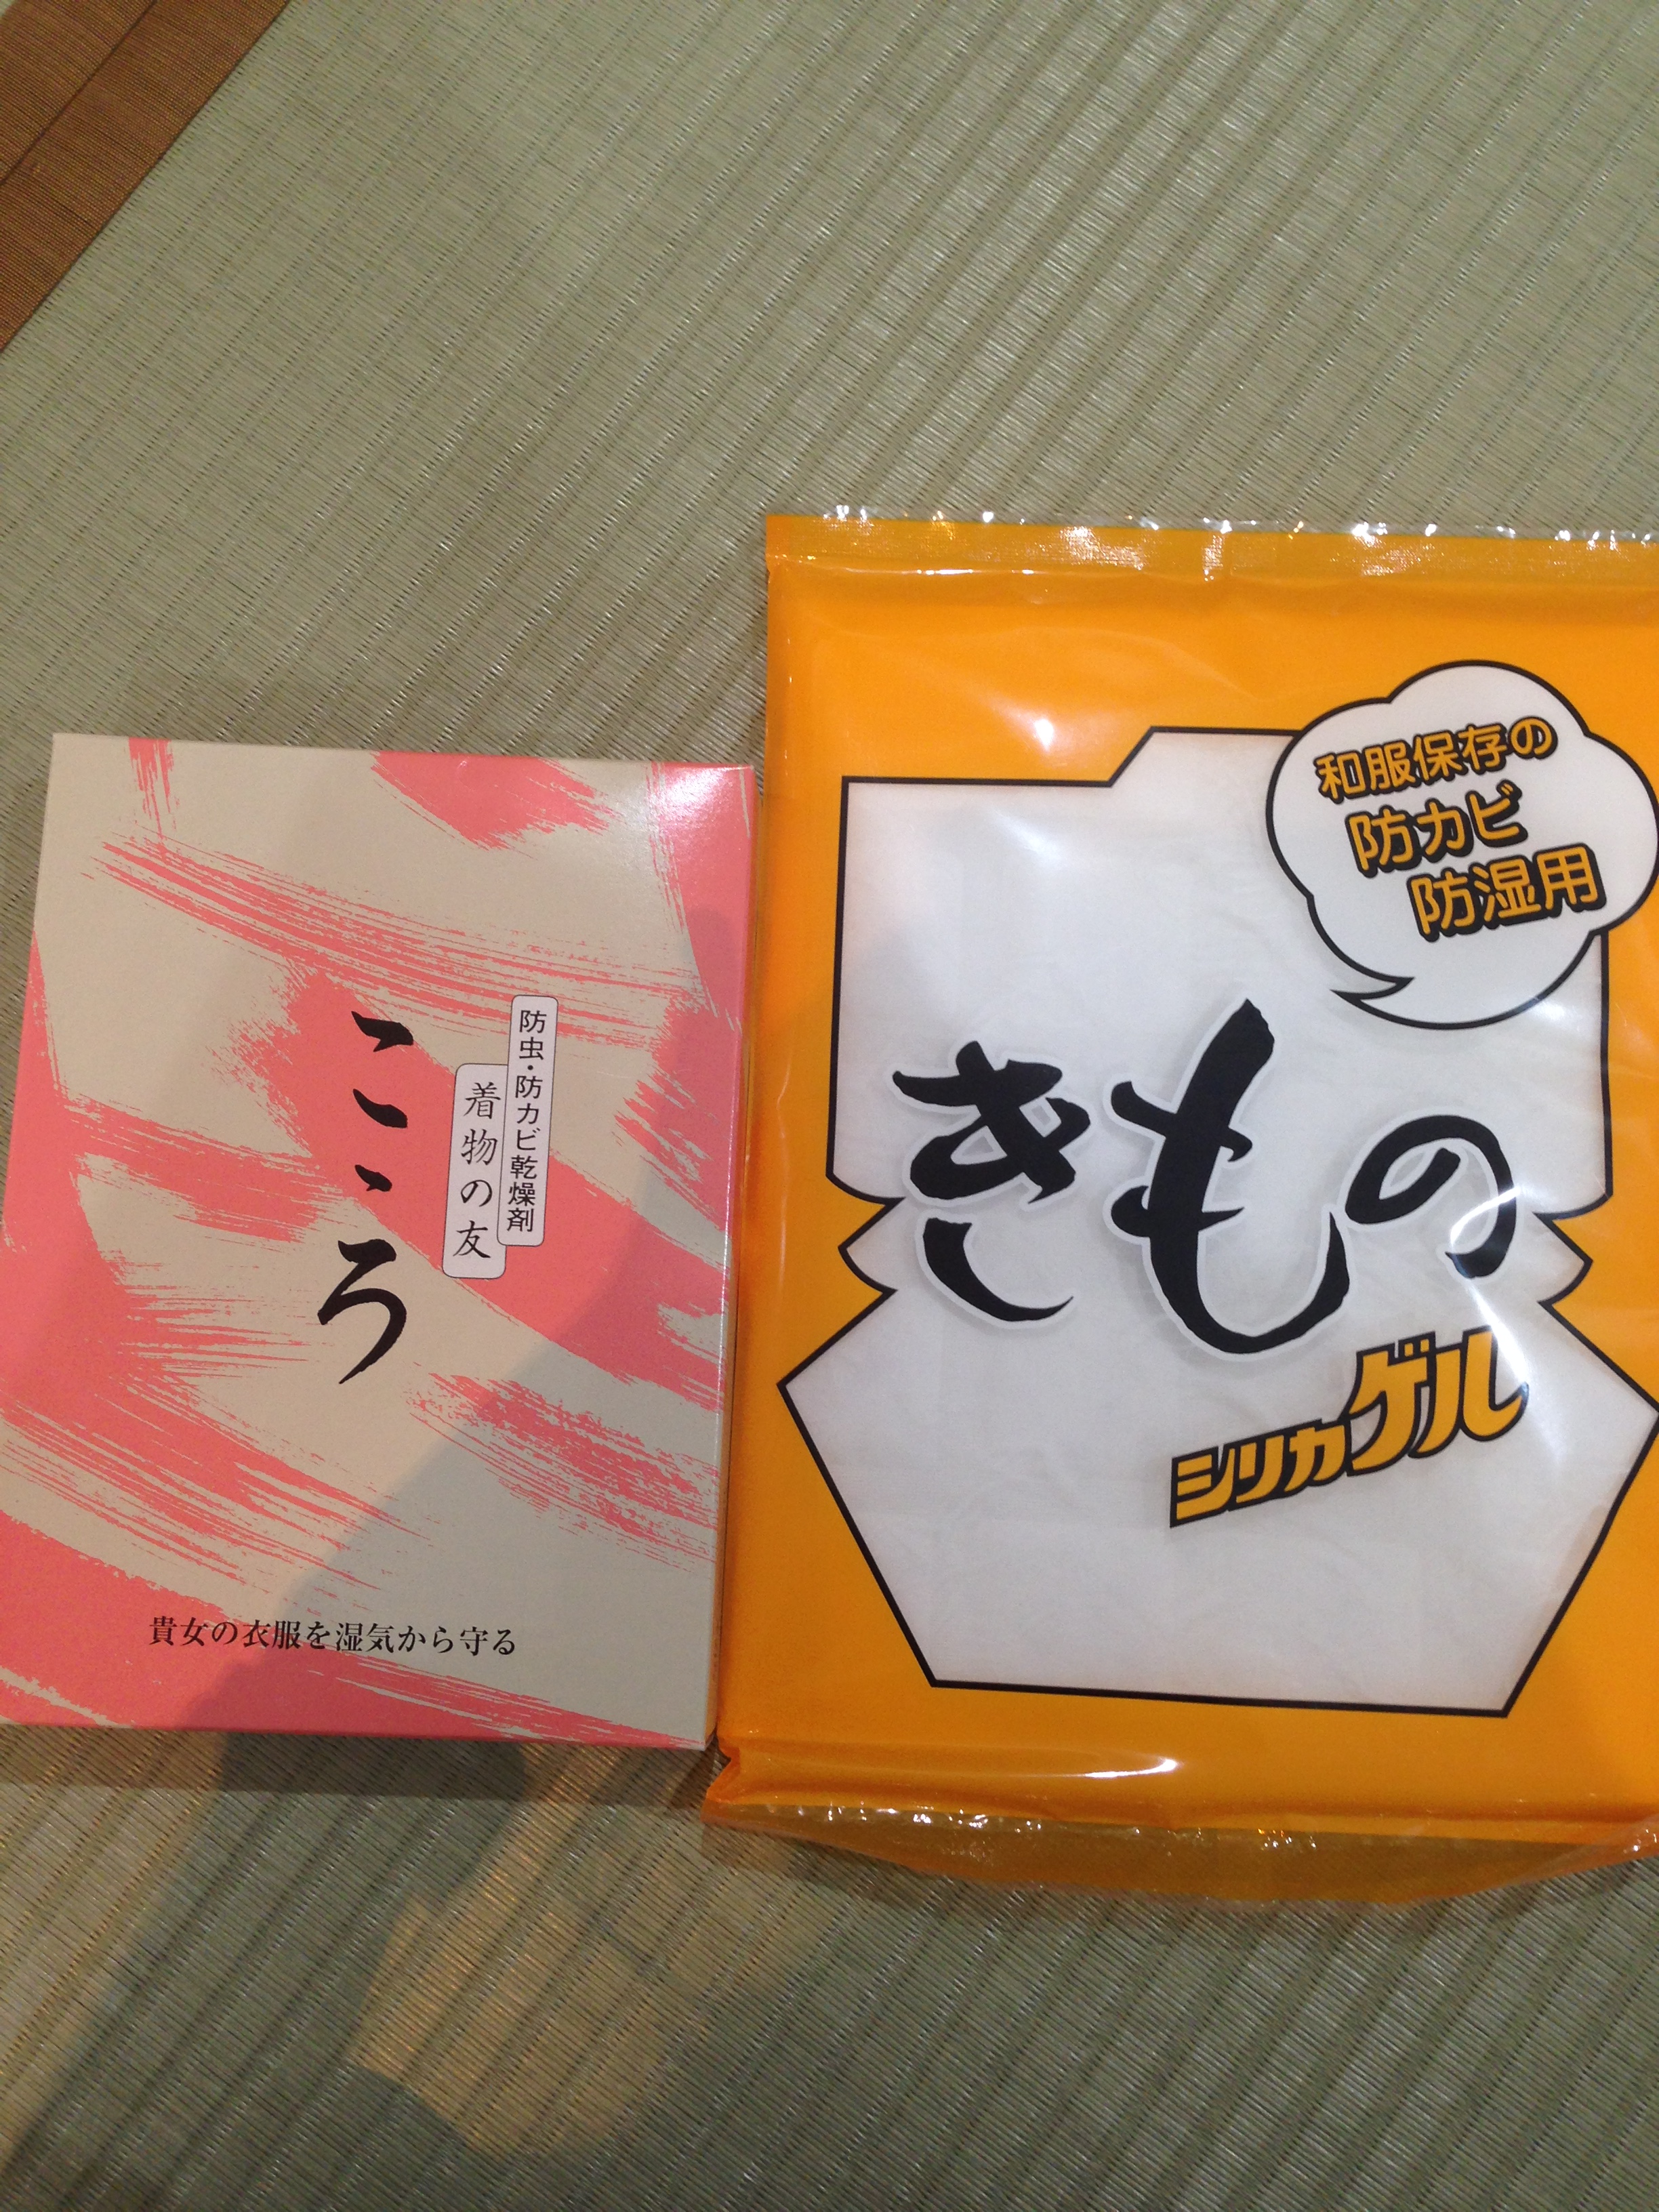 防虫・防カビ乾燥剤
着物の友
こころ
貴女の衣服を湿気から守る
和服保存の
防カビ
防湿用
きもの
シリカゲル